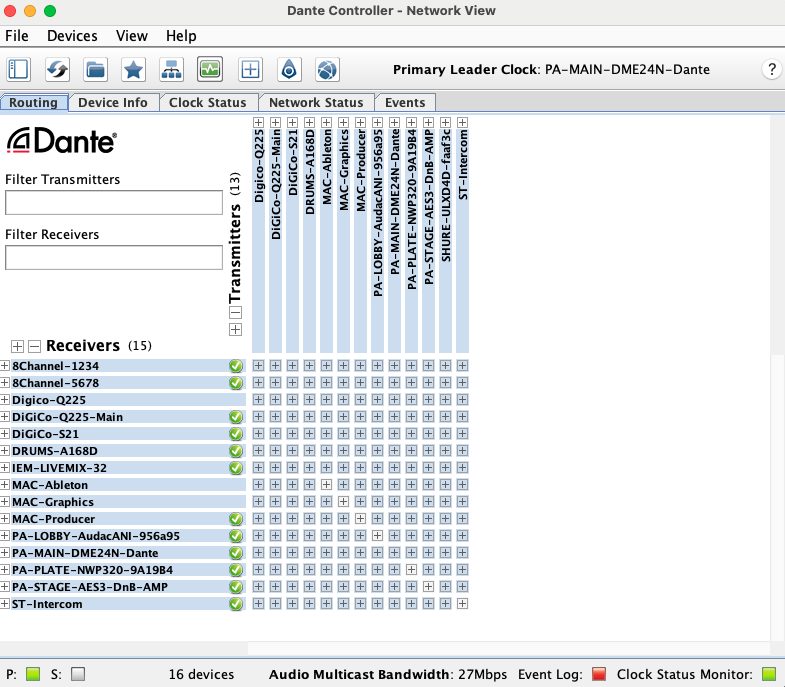 Dante Controller - Network View
File Devices View Help
Primary Leader Clock: PA-MAIN-DME24N-Dante
?
Routing Device Info Clock Status Network Status Events
Dante
Filter Transmitters
Filter Receivers
Transmitters (13)
Digico-Q225
DiGiCo-Q225-Main
DiGiCo-S21
DRUMS-A168D
MAC-Ableton
MAC-Graphics
MAC-Producer
PA-LOBBY-AudacANI-956a95
PA-MAIN-DME24N-Dante
PA-PLATE-NWP320-9A19B4
PA-STAGE-AES3-DnB-AMP
SHURE-ULXD4D-faaf3c
ST-Intercom
Receivers (15)
8Channel-1234
8Channel-5678
Digico-Q225
DiGiCo-Q225-Main
DiGiCo-S21
DRUMS-A168D
IEM-LIVEMIX-32
MAC-Ableton
MAC-Graphics
MAC-Producer
PA-LOBBY-AudacANI-956a95
PA-MAIN-DME24N-Dante
PA-PLATE-NWP320-9A19B4
PA-STAGE-AES3-DnB-AMP
ST-Intercom
P: S: 16 devices Audio Multicast Bandwidth: 27Mbps Event Log: Clock Status Monitor: